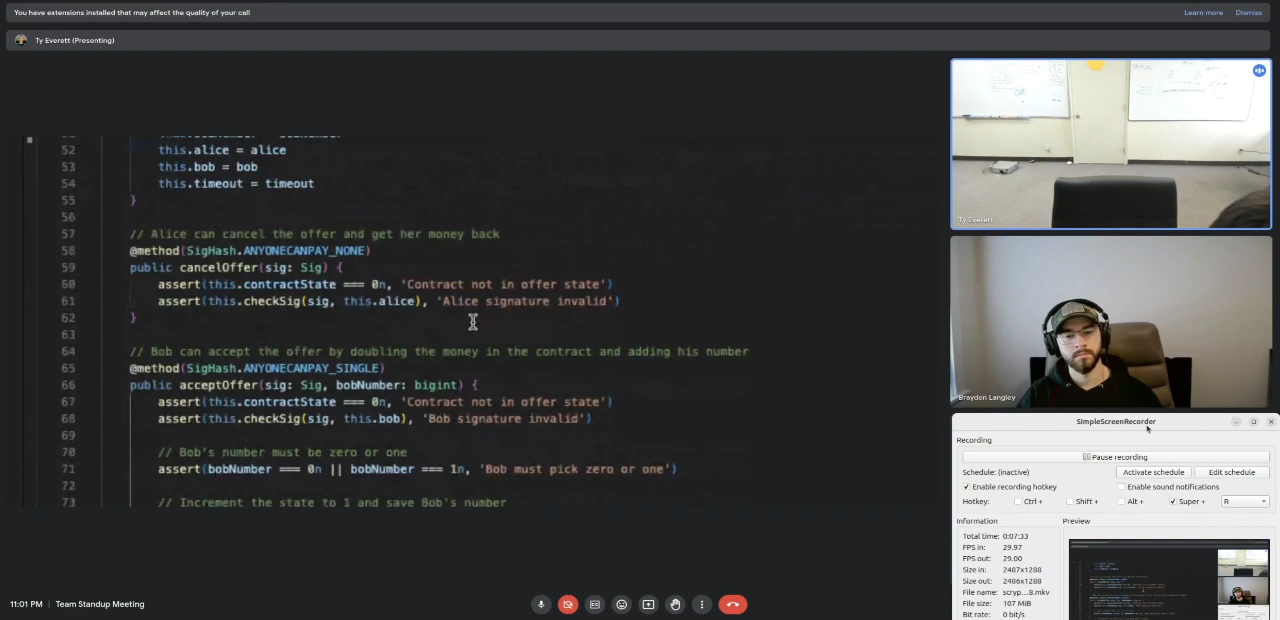 You have extensions installed that may affect the quality of your call
Learn more
Dismiss
Ty Everett (Presenting)
52 this.alice = alice
53 this.bob = bob
54 this.timeout = timeout
55 }
56
57 // Alice can cancel the offer and get her money back
58 @method(SigHash.ANYONECANPAY_NONE)
59 public cancelOffer(sig: Sig) {
60 assert(this.contractState === 0n, 'Contract not in offer state')
61 assert(this.checkSig(sig, this.alice), 'Alice signature invalid')
62 }
63
64 // Bob can accept the offer by doubling the money in the contract and adding his number
65 @method(SigHash.ANYONECANPAY_SINGLE)
66 public acceptOffer(sig: Sig, bobNumber: bigint) {
67 assert(this.contractState === 0n, 'Contract not in offer state')
68 assert(this.checkSig(sig, this.bob), 'Bob signature invalid')
69
70 // Bob's number must be zero or one
71 assert(bobNumber === 0n || bobNumber === 1n, 'Bob must pick zero or one')
72
73 // Increment the state to 1 and save Bob's number
Ty Everett
Brayden Langley
SimpleScreenRecorder
Recording
Pause recording
Schedule: (inactive)
Activate schedule
Edit schedule
Enable recording hotkey
Enable sound notifications
Hotkey:
Ctrl +
Shift +
Alt +
Super +
R
Information
Preview
Total time: 0:07:33
FPS in: 29.97
FPS out: 29.00
Size in: 2487x1288
Size out: 2486x1288
File name: scryp...8.mkv
File size: 107 MiB
Bit rate: 0 bit/s
11:01 PM | Team Standup Meeting